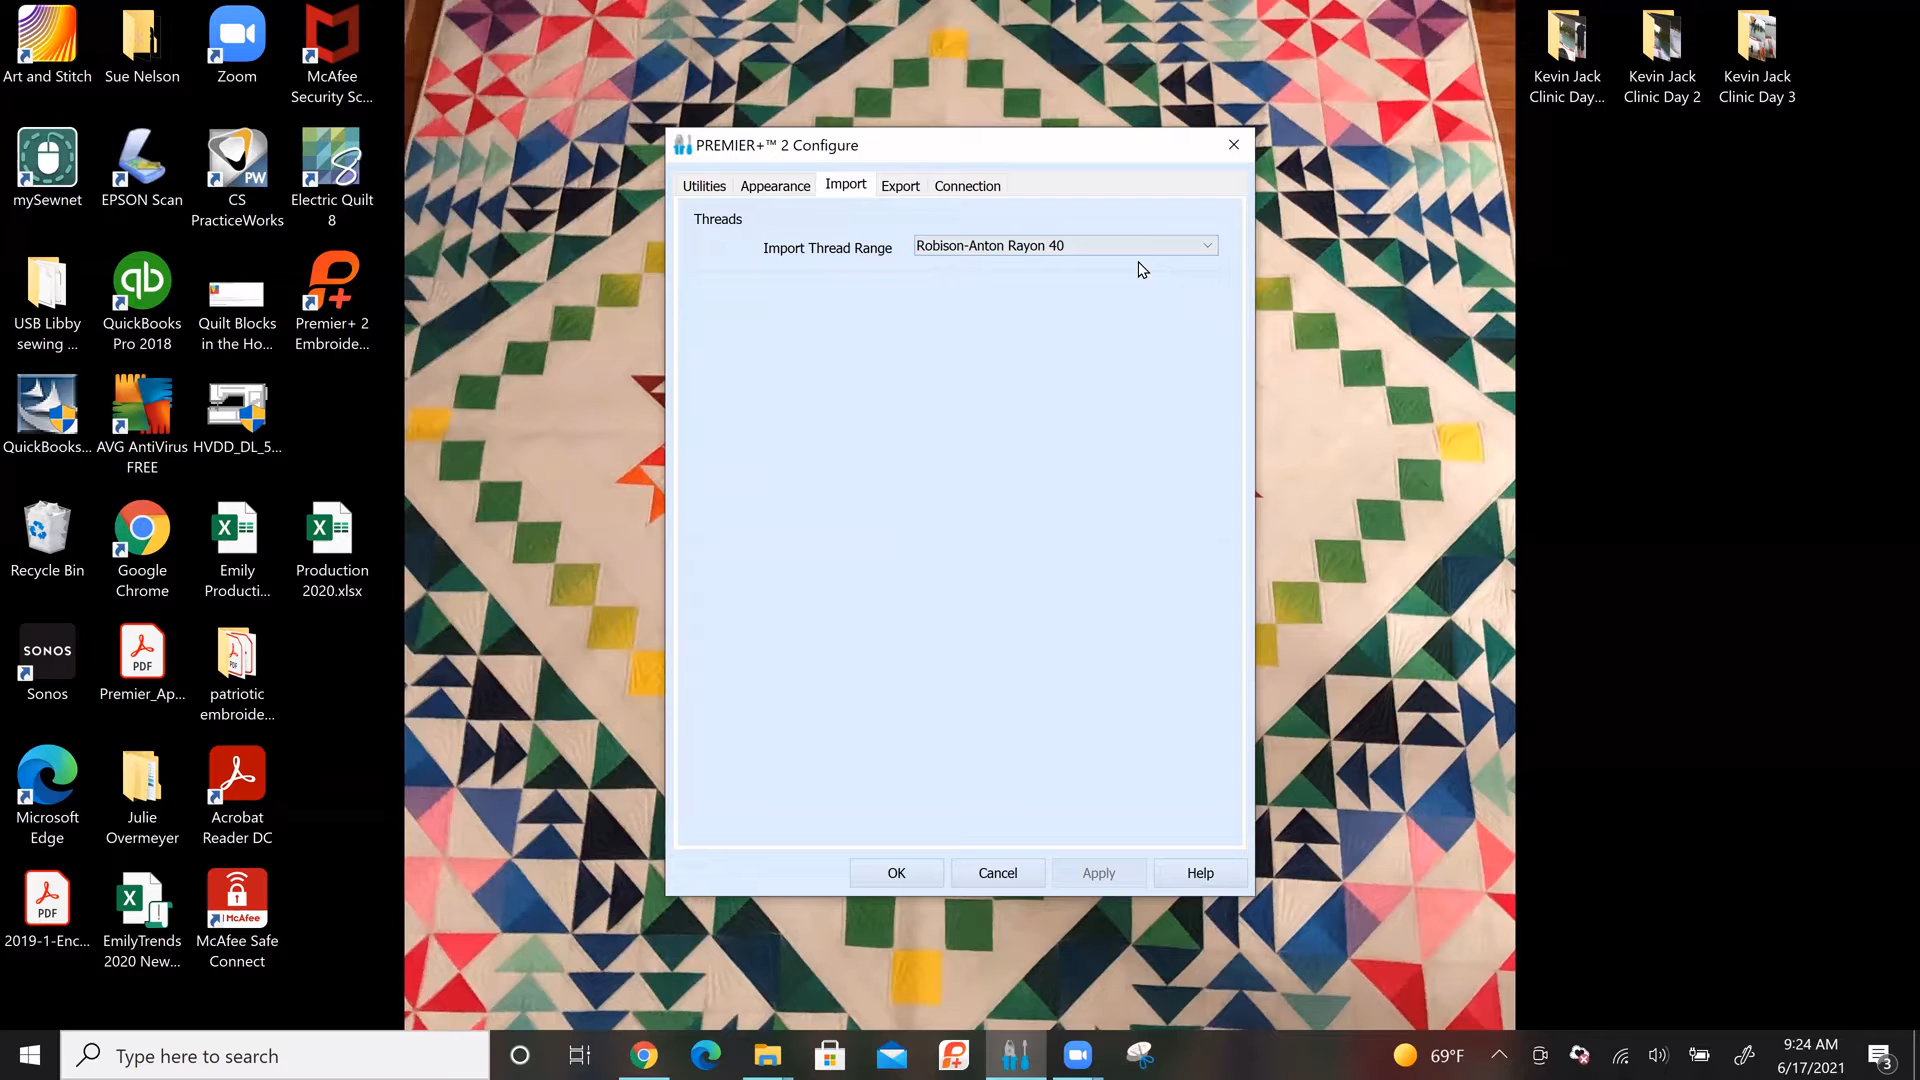 Art and Stitch
Sue Nelson
Zoom
McAfee
Security Sc...
mySewnet
EPSON Scan
PW
CS
PracticeWorks
Electric Quilt
8
USB Libby
sewing ...
qb
QuickBooks
Pro 2018
Quilt Blocks
in the Ho...
Premier+ 2
Embroide...
QuickBooks...
AVG AntiVirus
FREE
HVDD_DL_5...
Recycle Bin
Google
Chrome
Emily
Producti...
Production
2020.xlsx
SONOS
Sonos
PDF
Premier_Ap...
PDF
patriotic
embroide...
Microsoft
Edge
Julie
Overmeyer
Acrobat
Reader DC
PDF
2019-1-Enc...
EmilyTrends
2020 New...
McAfee
McAfee Safe
Connect
Kevin Jack
Clinic Day...
Kevin Jack
Clinic Day 2
Kevin Jack
Clinic Day 3
PREMIER+™ 2 Configure
Utilities
Appearance
Import
Export
Connection
Threads
Import Thread Range
Robison-Anton Rayon 40
OK
Cancel
Apply
Help
Type here to search
69°F
9:24 AM
6/17/2021
3